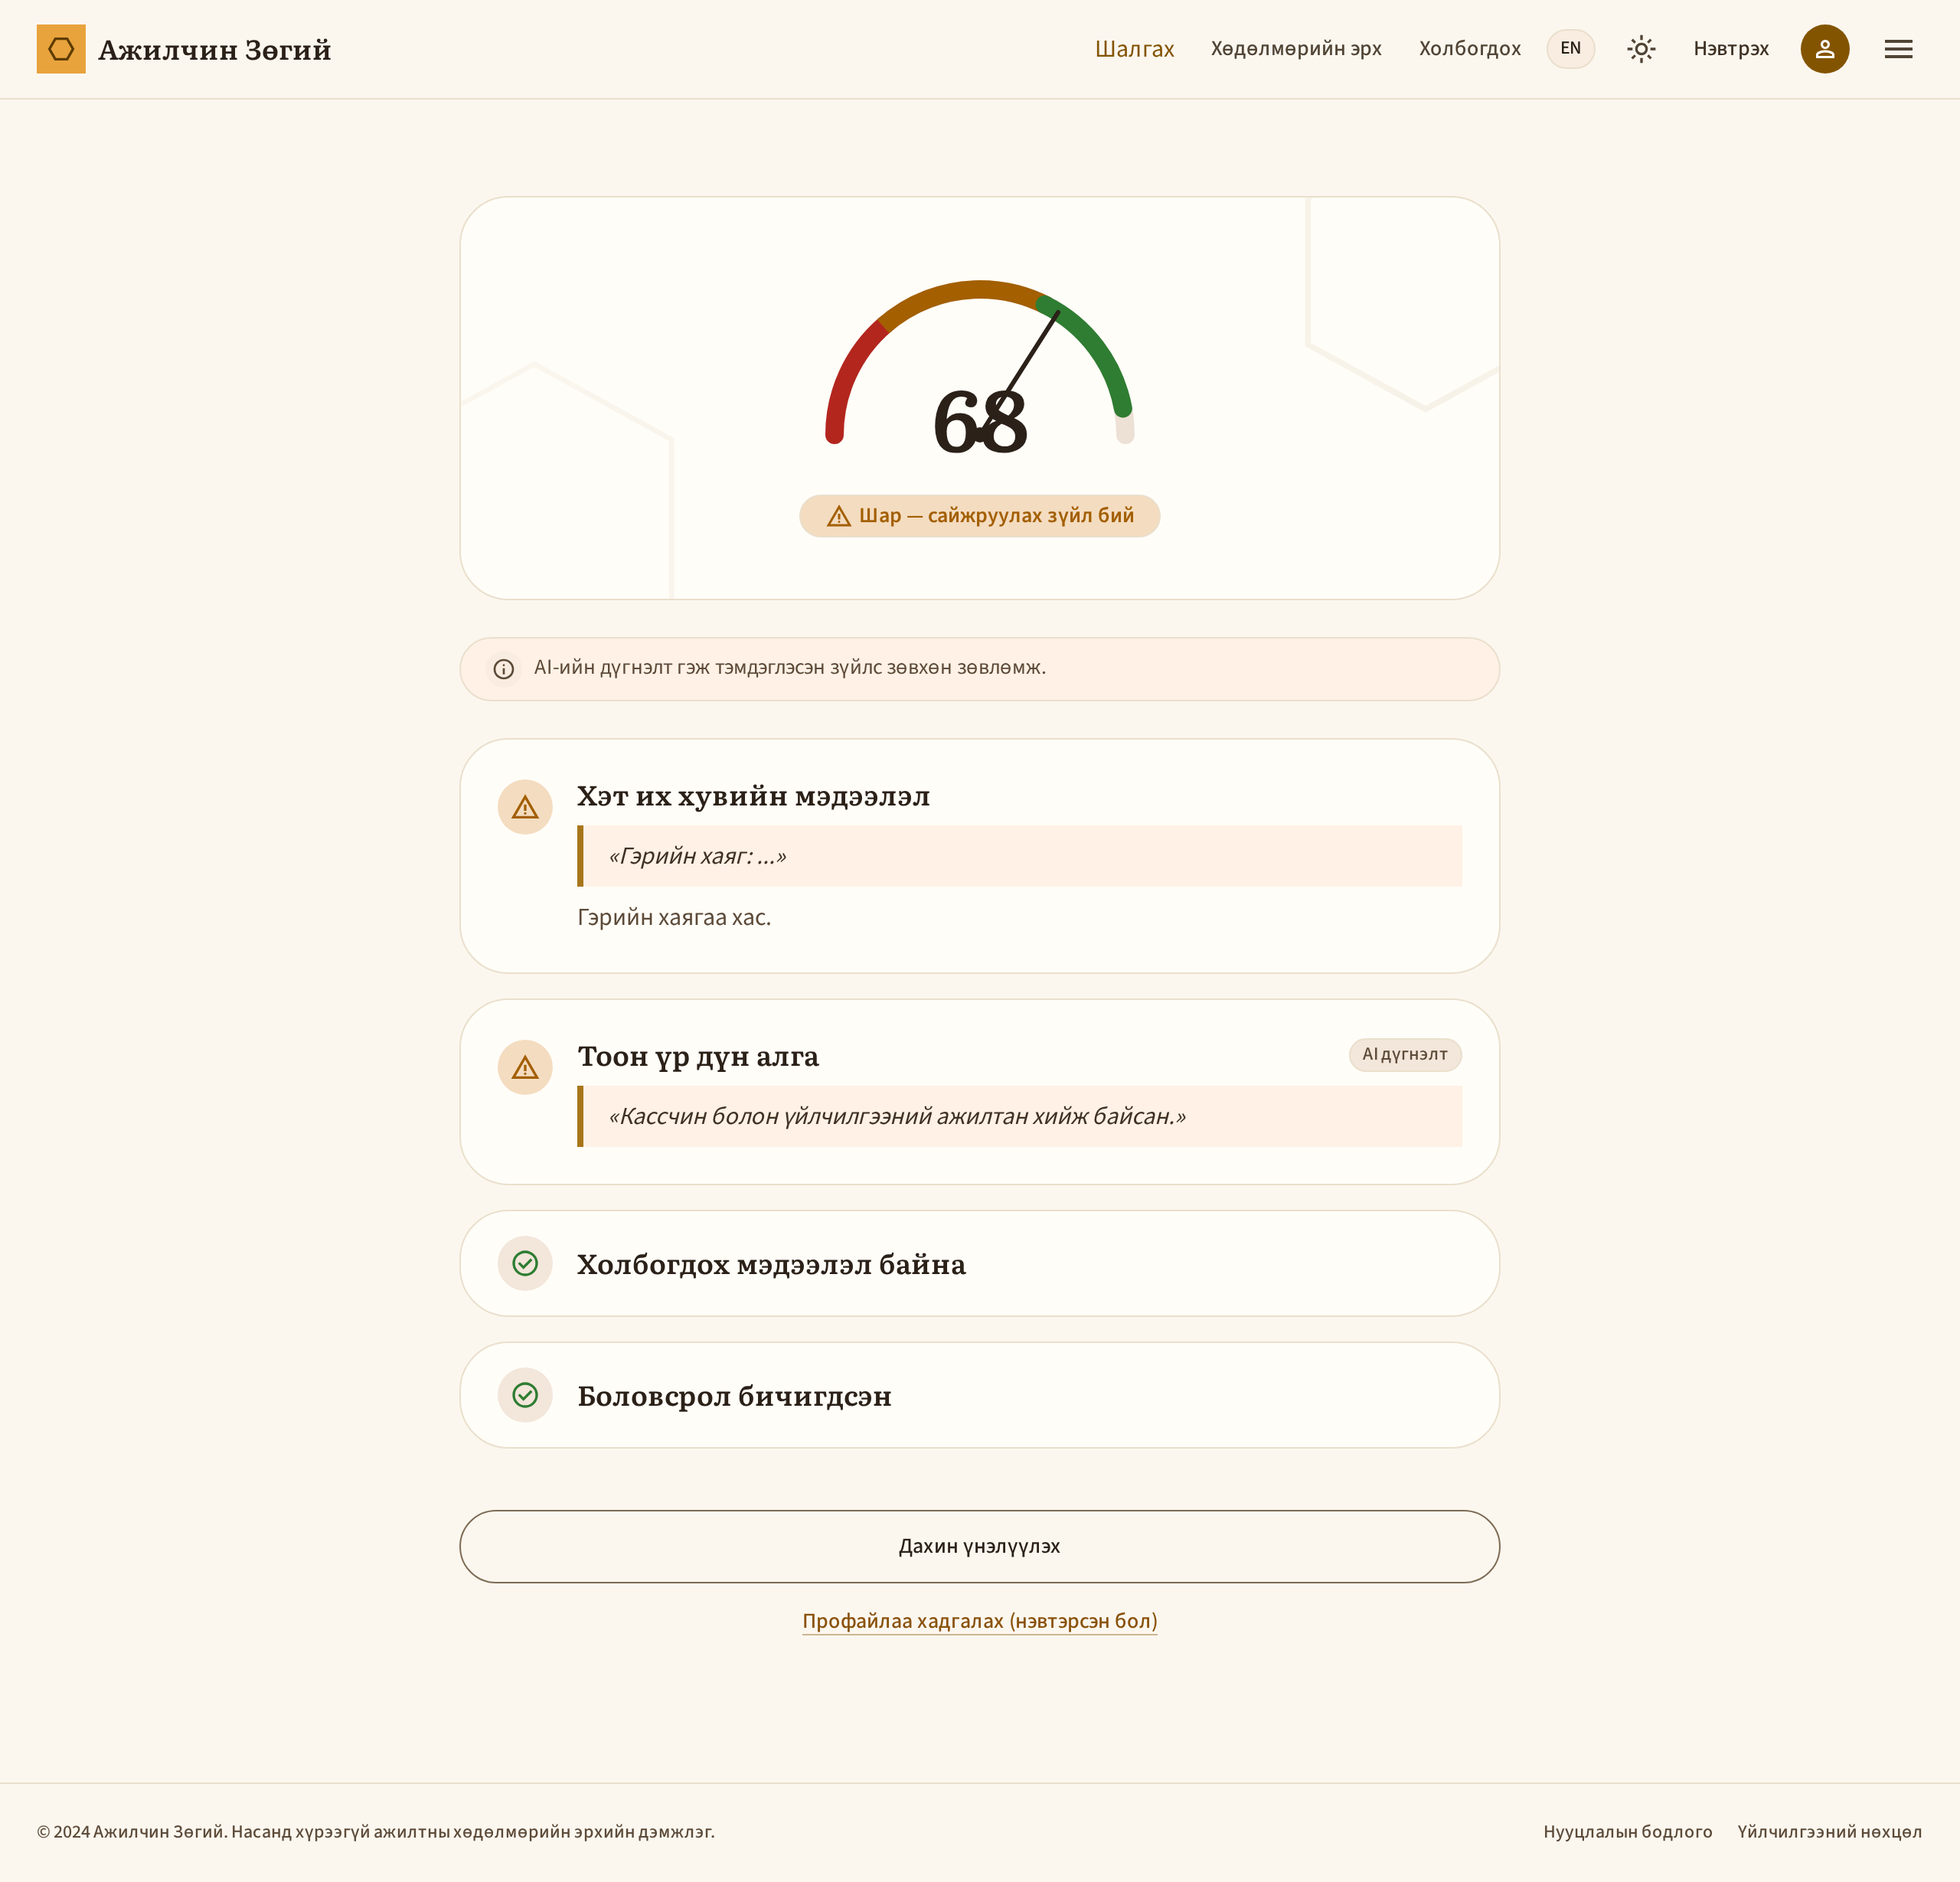 Ажилчин Зөгий
Шалгах
Хөдөлмөрийн эрх
Холбогдох
EN
Нэвтрэх
68
Шар — сайжруулах зүйл бий
AI-ийн дүгнэлт гэж тэмдэглэсэн зүйлс зөвхөн зөвлөмж.
Хэт их хувийн мэдээлэл
«Гэрийн хаяг: ...»
Гэрийн хаягаа хас.
Тоон үр дүн алга
AI дүгнэлт
«Кассчин болон үйлчилгээний ажилтан хийж байсан.»
Холбогдох мэдээлэл байна
Боловсрол бичигдсэн
Дахин үнэлүүлэх
Профайлаа хадгалах (нэвтэрсэн бол)
© 2024 Ажилчин Зөгий. Насанд хүрээгүй ажилтны хөдөлмөрийн эрхийн дэмжлэг.
Нууцлалын бодлого
Үйлчилгээний нөхцөл